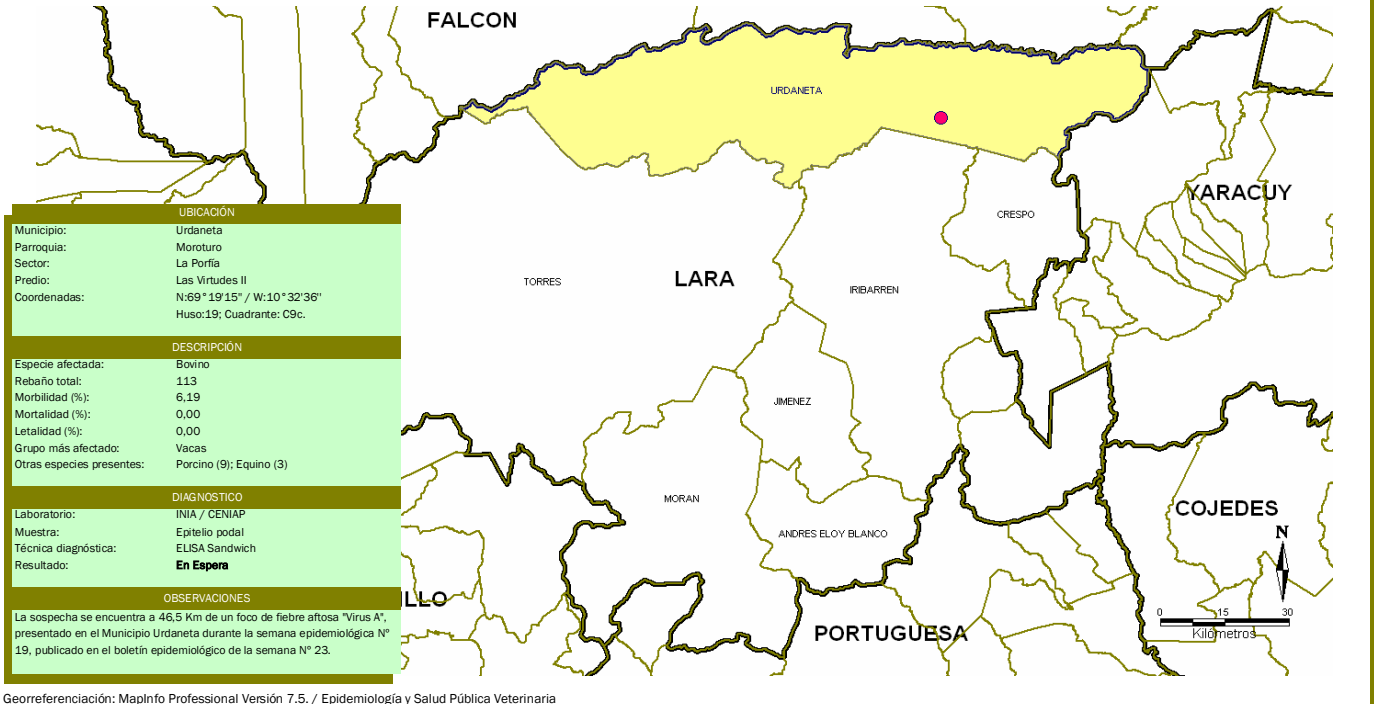 FALCON
URDANETA
YARACUY
CRESPO
LARA
TORRES
IRIBARREN
JIMENEZ
MORAN
ANDRES ELOY BLANCO
COJEDES
PORTUGUESA
LLO
N
0 15 30
Kilómetros
UBICACIÓN
Municipio: Urdaneta
Parroquia: Moroturo
Sector: La Porfía
Predio: Las Virtudes II
Coordenadas: N:69°19'15" / W:10°32'36"
Huso:19; Cuadrante: C9c.
DESCRIPCIÓN
Especie afectada: Bovino
Rebaño total: 113
Morbilidad (%): 6,19
Mortalidad (%): 0,00
Letalidad (%): 0,00
Grupo más afectado: Vacas
Otras especies presentes: Porcino (9); Equino (3)
DIAGNOSTICO
Laboratorio: INIA / CENIAP
Muestra: Epitelio podal
Técnica diagnóstica: ELISA Sandwich
Resultado: En Espera
OBSERVACIONES
La sospecha se encuentra a 46,5 Km de un foco de fiebre aftosa "Virus A",
presentado en el Municipio Urdaneta durante la semana epidemiológica Nº
19, publicado en el boletín epidemiológico de la semana Nº 23.
Georreferenciación: MapInfo Professional Versión 7.5. / Epidemiología y Salud Pública Veterinaria